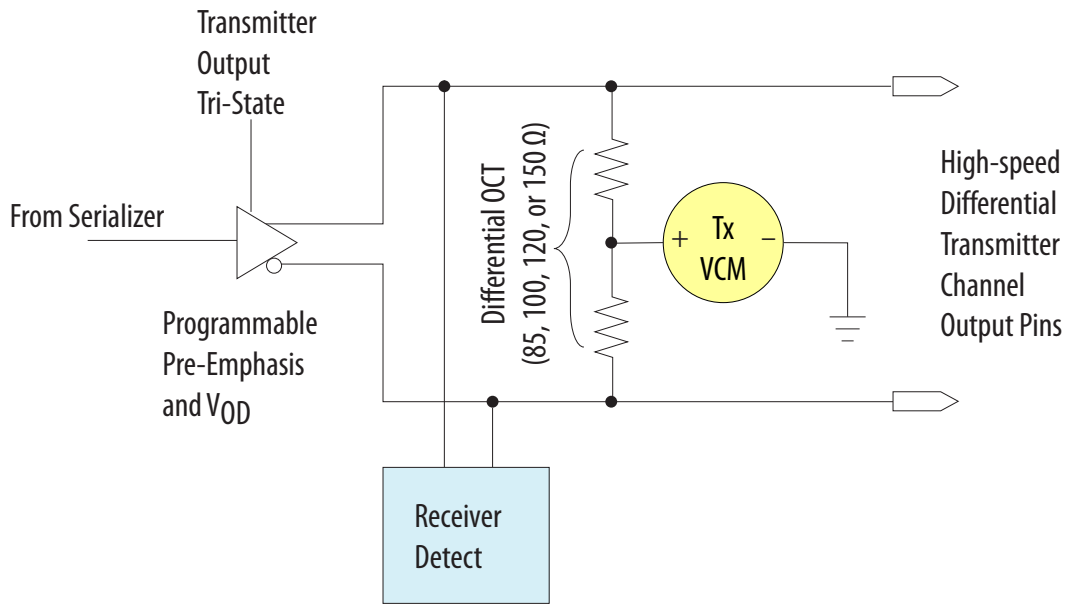 Transmitter
Output
Tri-State
From Serializer
Programmable
Pre-Emphasis
and VOD
Differential OCT
(85, 100, 120, or 150 Ω)
+ Tx −
VCM
High-speed
Differential
Transmitter
Channel
Output Pins
Receiver
Detect